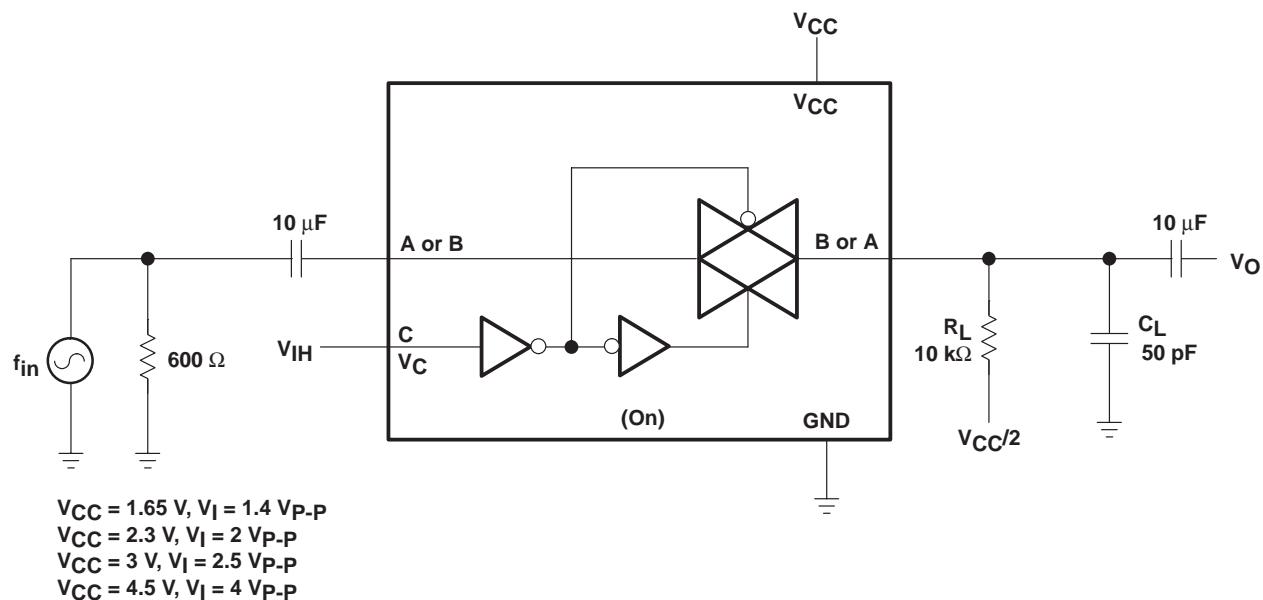 VCC
VCC
10 μF
A or B
B or A
10 μF
VO
fin
600 Ω
VIH
C
VC
RL
10 kΩ
CL
50 pF
(On)
GND
VCC/2
VCC = 1.65 V, VI = 1.4 VP-P
VCC = 2.3 V, VI = 2 VP-P
VCC = 3 V, VI = 2.5 VP-P
VCC = 4.5 V, VI = 4 VP-P